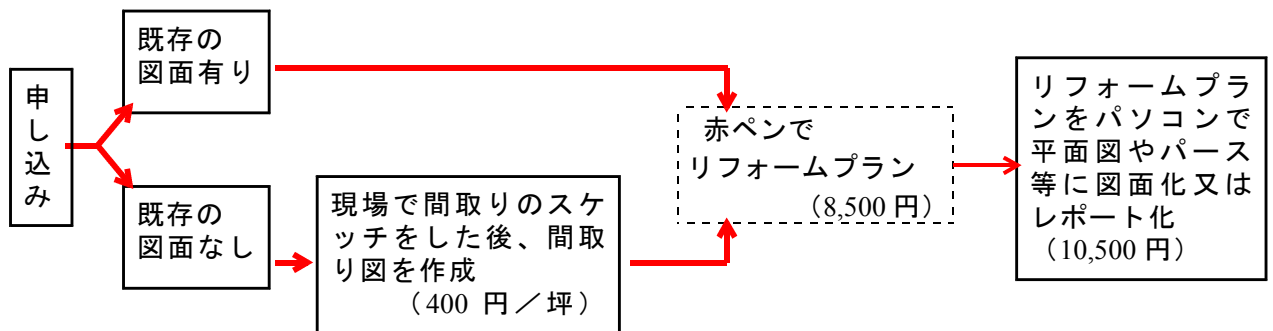 申し込み
既存の
図面有り
既存の
図面なし
現場で間取りのスケ
ッチをした後、間取
り図を作成
（400 円／坪）
赤ペンで
リフォームプラン
（8,500 円）
リフォームプラ
ンをパソコンで
平面図やパース
等に図面化又は
レポート化
（10,500 円）